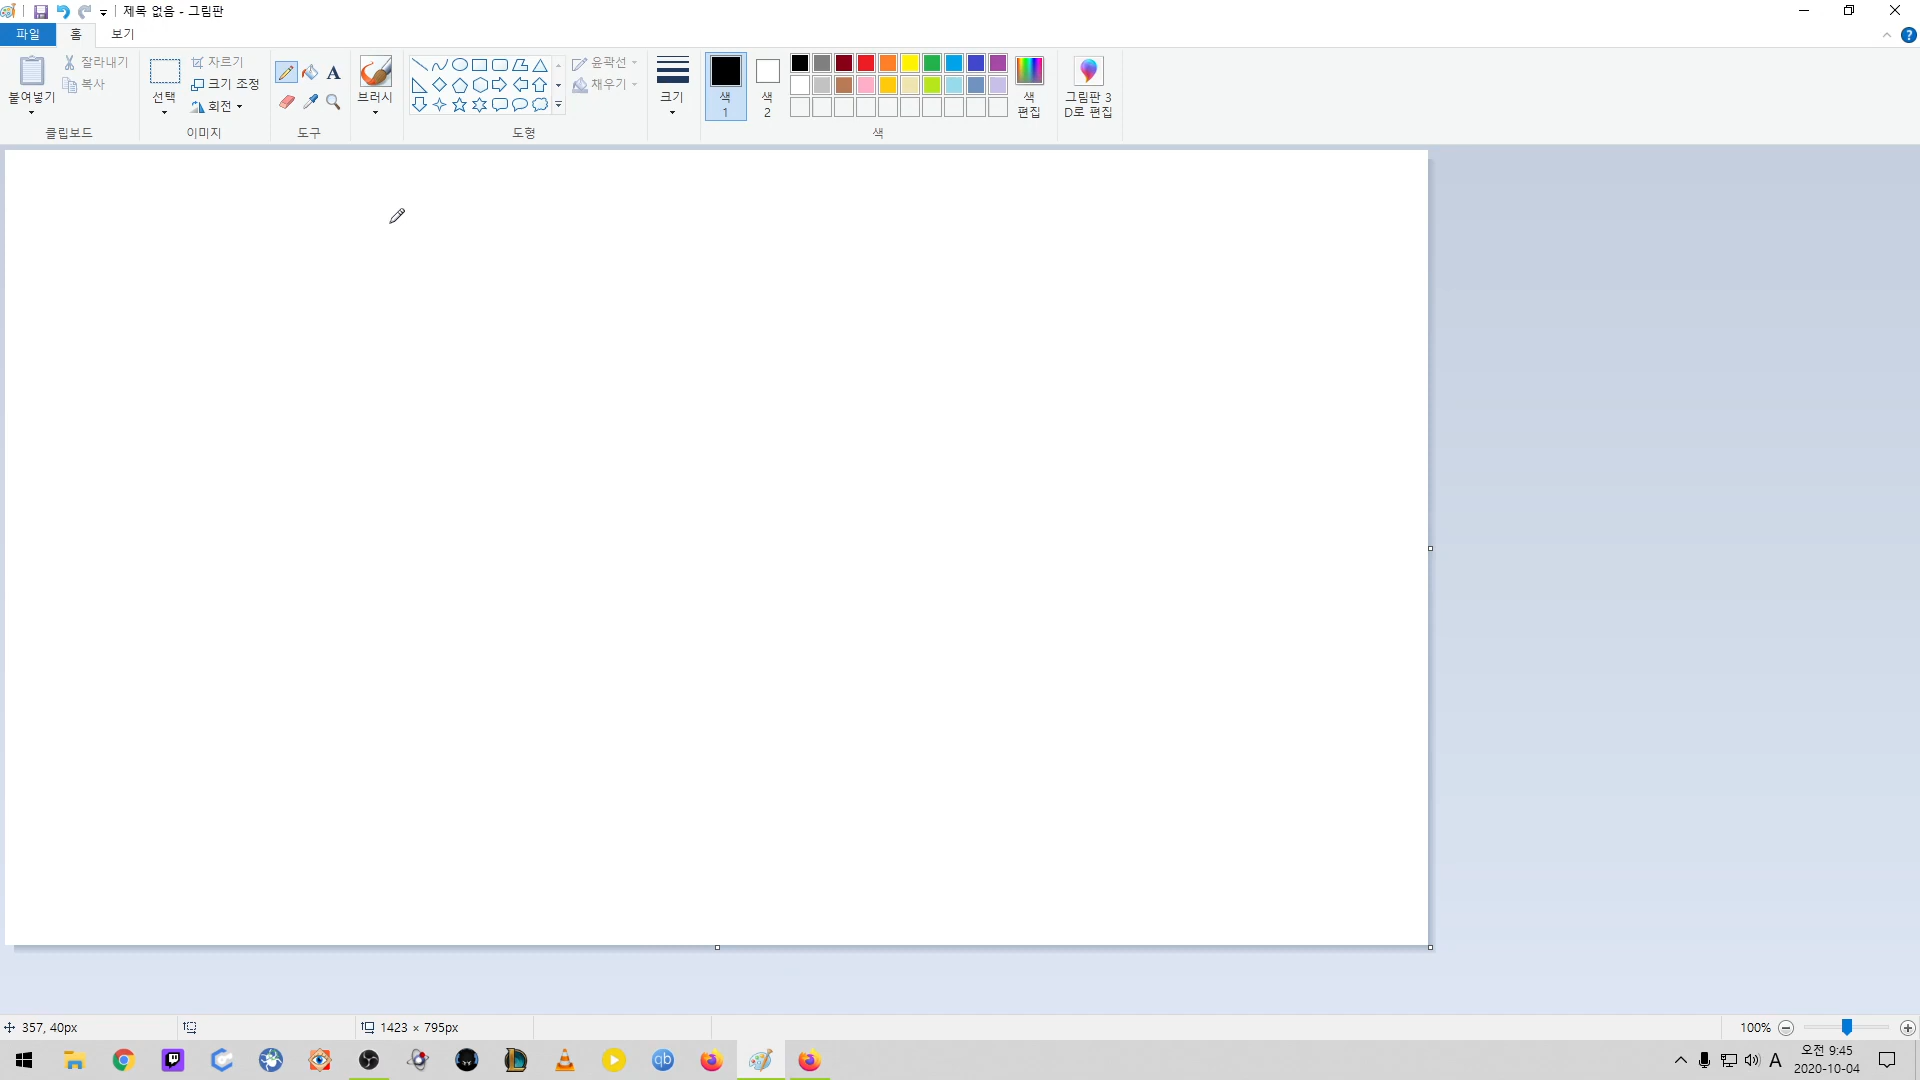 제목 없음 - 그림판
파일 홈 보기
붙여넣기
잘라내기
복사
클립보드
선택
자르기
크기 조정
회전
이미지
A
도구
브러시
도형
윤곽선
채우기
크기
색
1
색
2
색
편집
색
그림판 3
D로 편집
357, 40px
1423 × 795px
100%
qb
A
오전 9:45
2020-10-04